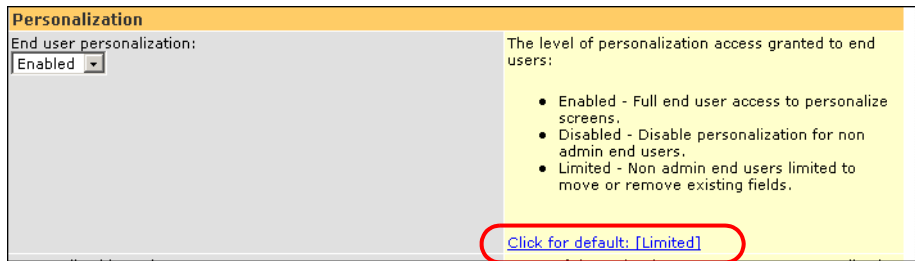 Personalization
End user personalization:
Enabled
The level of personalization access granted to end
users:
● Enabled - Full end user access to personalize
screens.
● Disabled - Disable personalization for non
admin end users.
● Limited - Non admin end users limited to
move or remove existing fields.
Click for default: [Limited]